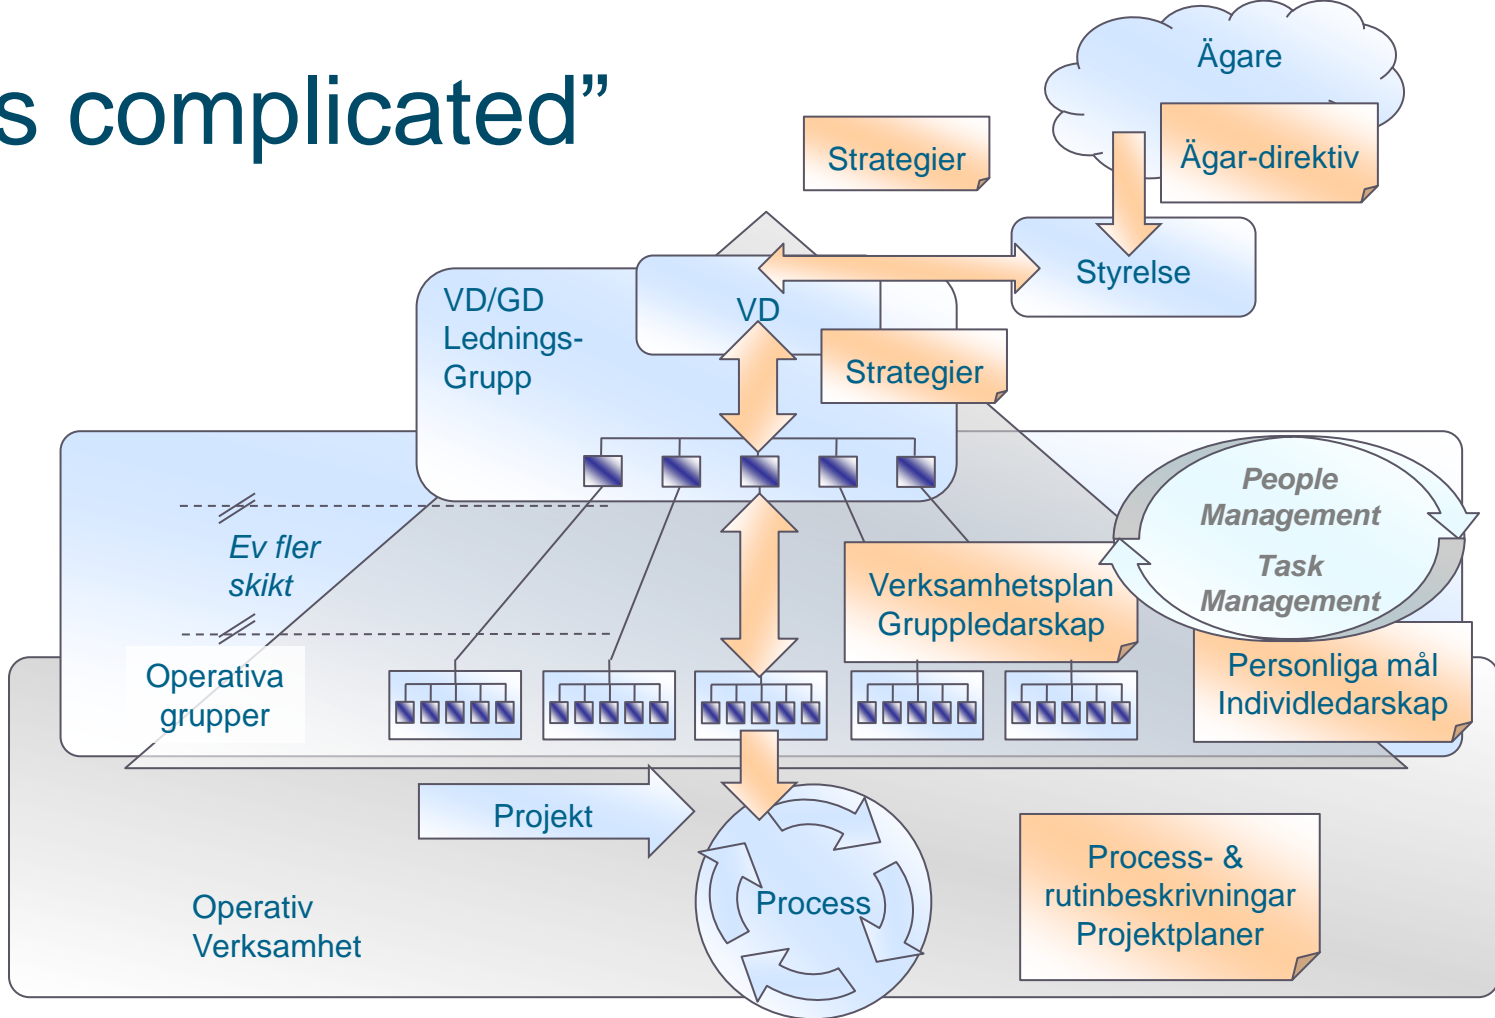 s complicated”
Ägare
Ägar-direktiv
Strategier
Styrelse
VD
VD/GD
Lednings-
Grupp
Strategier
People
Management
Task
Management
Ev fler
skikt
Verksamhetsplan
Gruppledarskap
Operativa
grupper
Personliga mål
Individledarskap
Projekt
Process
Process- &
rutinbeskrivningar
Projektplaner
Operativ
Verksamhet